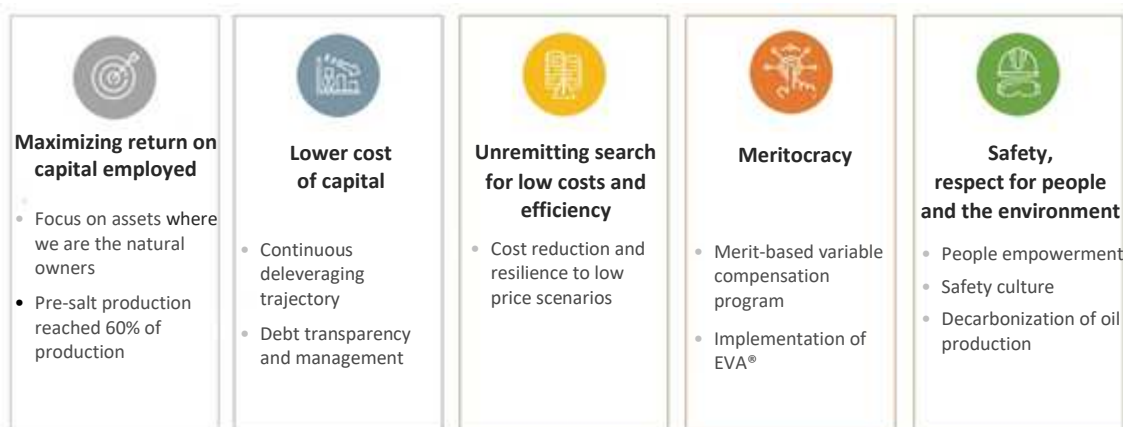 Maximizing return on
capital employed
• Focus on assets where
we are the natural
owners
• Pre-salt production
reached 60% of
production
Lower cost
of capital
• Continuous
deleveraging
trajectory
• Debt transparency
and management
Unremitting search
for low costs and
efficiency
• Cost reduction and
resilience to low
price scenarios
Meritocracy
• Merit-based variable
compensation
program
• Implementation of
EVA®
Safety,
respect for people
and the environment
• People empowerment
• Safety culture
• Decarbonization of oil
production